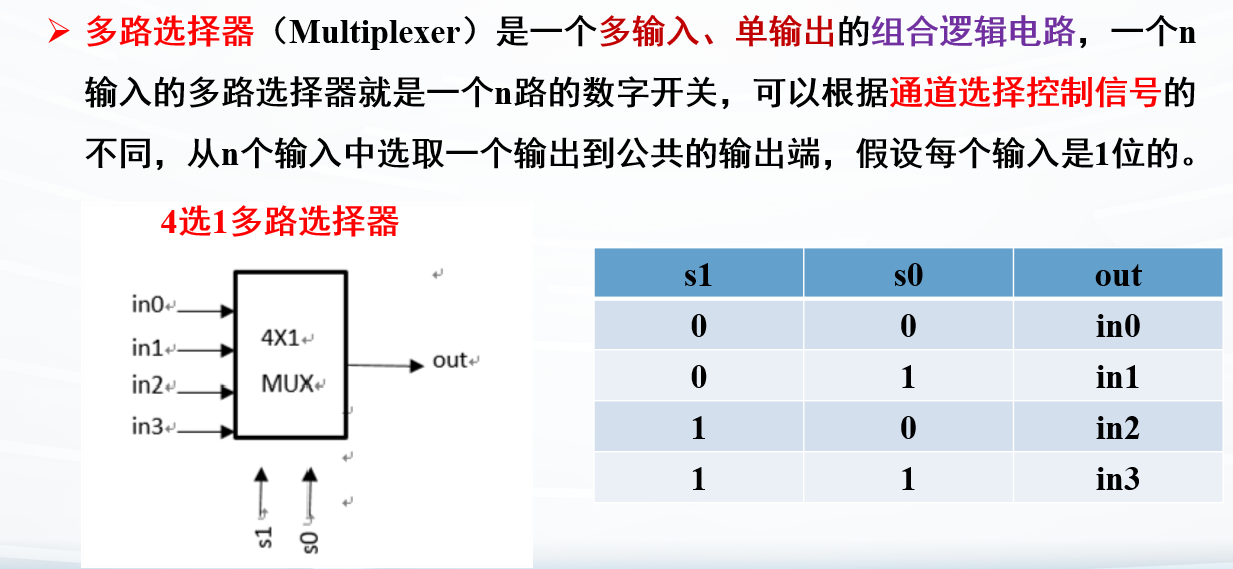 多路选择器（Multiplexer）是一个多输入、单输出的组合逻辑电路，一个n
输入的多路选择器就是一个n路的数字开关，可以根据通道选择控制信号的
不同，从n个输入中选取一个输出到公共的输出端，假设每个输入是1位的。
4选1多路选择器
in0
in1
in2
in3
4X1
MUX
out
s1
s0
s1 s0 out
0 0 in0
0 1 in1
1 0 in2
1 1 in3